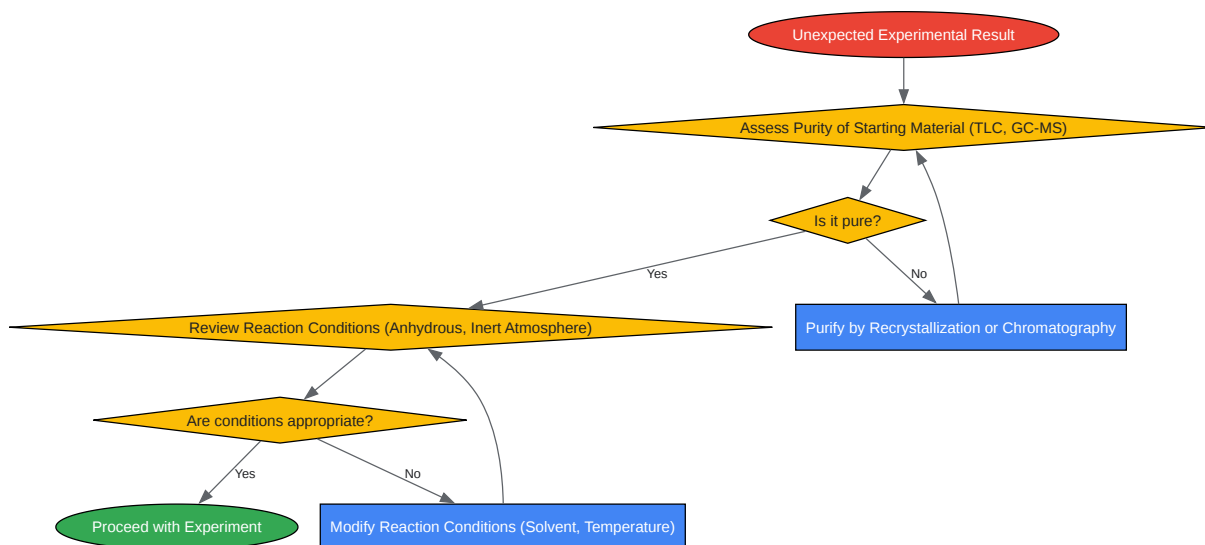 Unexpected Experimental Result
Assess Purity of Starting Material (TLC, GC-MS)
Is it pure?
Yes
No
Review Reaction Conditions (Anhydrous, Inert Atmosphere)
Purify by Recrystallization or Chromatography
Are conditions appropriate?
Yes
No
Proceed with Experiment
Modify Reaction Conditions (Solvent, Temperature)